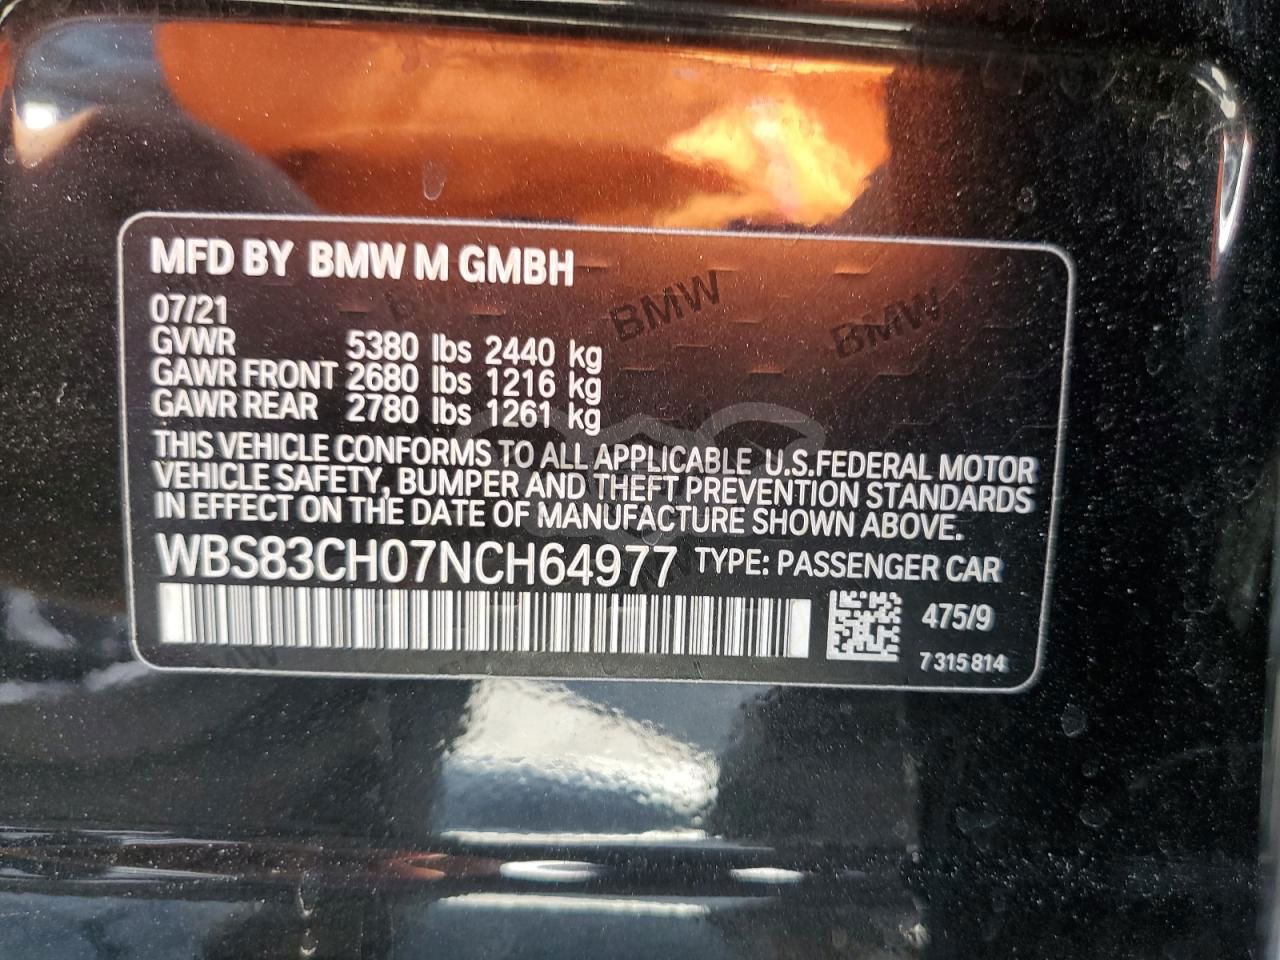 MFD BY BMW M GMBH
07/21
GVWR 5380 lbs 2440 kg
GAWR FRONT 2680 lbs 1216 kg
GAWR REAR 2780 lbs 1261 kg
THIS VEHICLE CONFORMS TO ALL APPLICABLE U.S.FEDERAL MOTOR
VEHICLE SAFETY, BUMPER AND THEFT PREVENTION STANDARDS
IN EFFECT ON THE DATE OF MANUFACTURE SHOWN ABOVE.
WBS83CH07NCH64977 TYPE: PASSENGER CAR
475/9
7 315 814
BMW
BMW